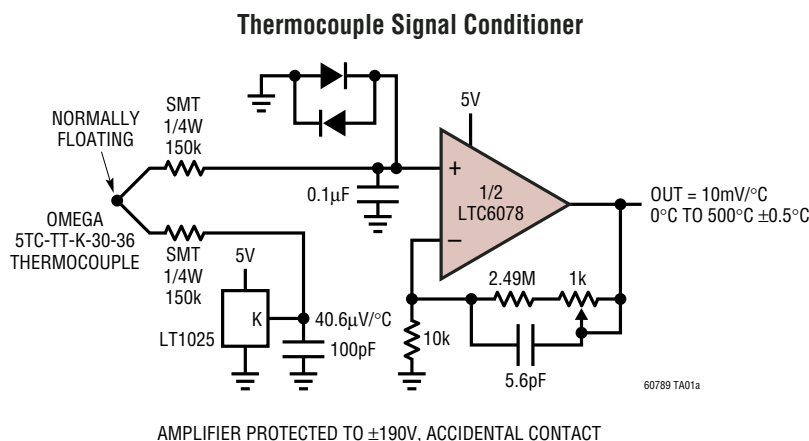 Thermocouple Signal Conditioner
NORMALLY
FLOATING
SMT
1/4W
150k
5V
+
1/2
LTC6078
–
0.1µF
OUT = 10mV/°C
0°C TO 500°C ±0.5°C
OMEGA
5TC-TT-K-30-36
THERMOCOUPLE
SMT
1/4W
150k
5V
K
LT1025
40.6µV/°C
100pF
10k
2.49M
1k
5.6pF
60789 TA01a
AMPLIFIER PROTECTED TO ±190V, ACCIDENTAL CONTACT